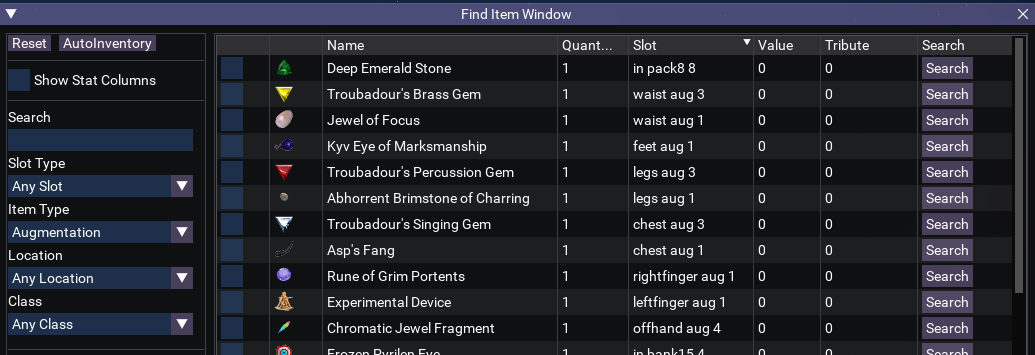 Find Item Window
Reset AutoInventory
Show Stat Columns
Search
Slot Type
Any Slot
Item Type
Augmentation
Location
Any Location
Class
Any Class
Name Quant... Slot Value Tribute Search
Deep Emerald Stone 1 in pack8 8 0 0 Search
Troubadour's Brass Gem 1 waist aug 3 0 0 Search
Jewel of Focus 1 waist aug 1 0 0 Search
Kyv Eye of Marksmanship 1 feet aug 1 0 0 Search
Troubadour's Percussion Gem 1 legs aug 3 0 0 Search
Abhorrent Brimstone of Charring 1 legs aug 1 0 0 Search
Troubadour's Singing Gem 1 chest aug 3 0 0 Search
Asp's Fang 1 chest aug 1 0 0 Search
Rune of Grim Portents 1 rightfinger aug 1 0 0 Search
Experimental Device 1 leftfinger aug 1 0 0 Search
Chromatic Jewel Fragment 1 offhand aug 4 0 0 Search
Frozen Pyrilen Eye 1 in bank15 4 0 0 Search